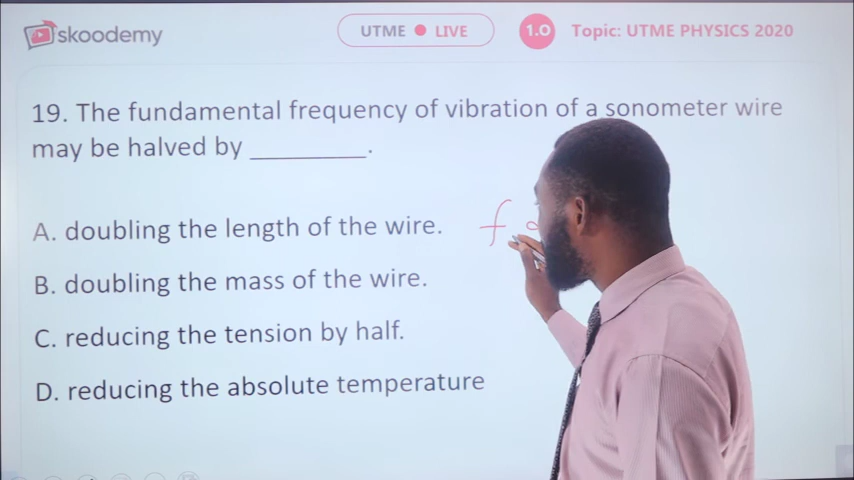 skoodemy
UTME LIVE
1.0
Topic: UTME PHYSICS 2020
19. The fundamental frequency of vibration of a sonometer wire
may be halved by _________.
A. doubling the length of the wire.
f
B. doubling the mass of the wire.
C. reducing the tension by half.
D. reducing the absolute temperature